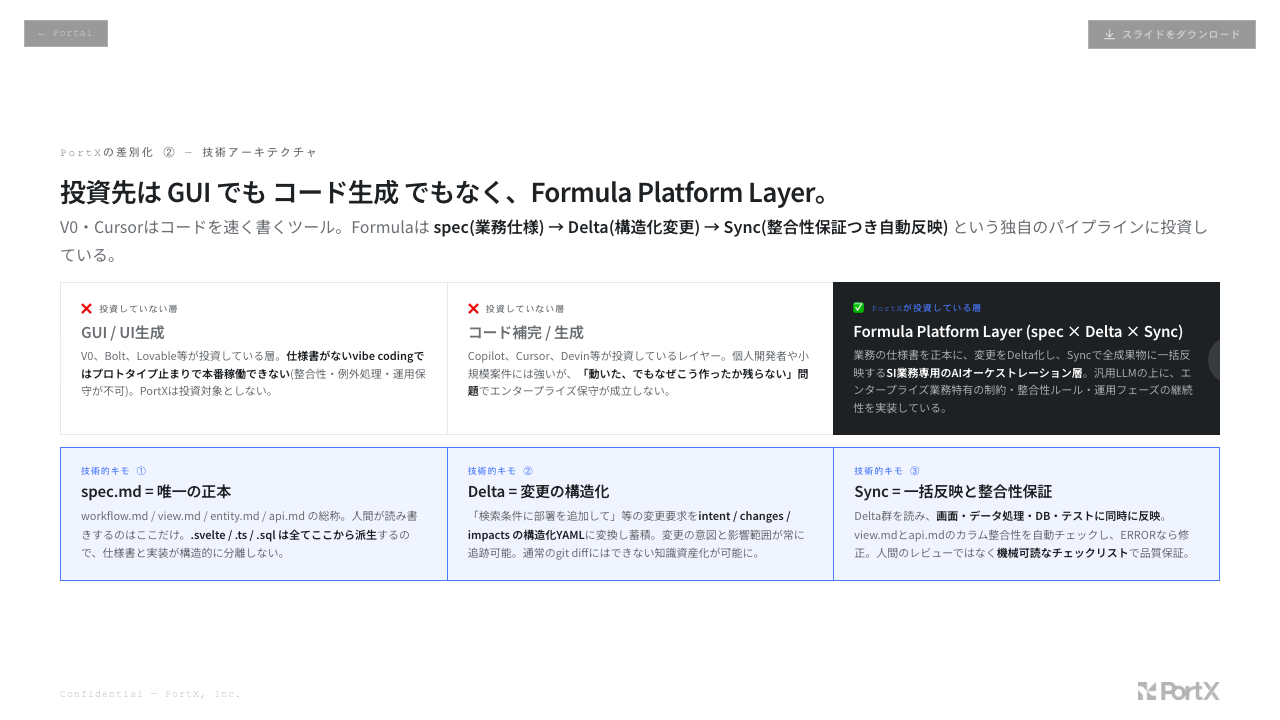 ← Portal
スライドをダウンロード
PortXの差別化 ② — 技術アーキテクチャ
投資先は GUI でも コード生成 でもなく、Formula Platform Layer。
V0・Cursorはコードを速く書くツール。Formulaは spec(業務仕様) → Delta(構造化変更) → Sync(整合性保証つき自動反映) という独自のパイプラインに投資し
ている。
❌ 投資していない層
GUI / UI生成
V0、Bolt、Lovable等が投資している層。仕様書がないvibe codingで
はプロトタイプ止まりで本番稼働できない(整合性・例外処理・運用保
守が不可)。PortXは投資対象としない。
❌ 投資していない層
コード補完 / 生成
Copilot、Cursor、Devin等が投資しているレイヤー。個人開発者や小
規模案件には強いが、「動いた、でもなぜこう作ったか残らない」問
題でエンタープライズ保守が成立しない。
✅ PortXが投資している層
Formula Platform Layer (spec × Delta × Sync)
業務の仕様書を正本に、変更をDelta化し、Syncで全成果物に一括反
映するSI業務専用のAIオーケストレーション層。汎用LLMの上に、エ
ンタープライズ業務特有の制約・整合性ルール・運用フェーズの継続
性を実装している。
技術的キモ ①
spec.md = 唯一の正本
workflow.md / view.md / entity.md / api.md の総称。人間が読み書
きするのはここだけ。.svelte / .ts / .sql は全てここから派生するの
で、仕様書と実装が構造的に分離しない。
技術的キモ ②
Delta = 変更の構造化
「検索条件に部署を追加して」等の変更要求をintent / changes /
impacts の構造化YAMLに変換し蓄積。変更の意図と影響範囲が常に
追跡可能。通常のgit diffにはできない知識資産化が可能に。
技術的キモ ③
Sync = 一括反映と整合性保証
Delta群を読み、画面・データ処理・DB・テストに同時に反映。
view.mdとapi.mdのカラム整合性を自動チェックし、ERRORなら修
正。人間のレビューではなく機械可読なチェックリストで品質保証。
Confidential — PortX, Inc.
PortX